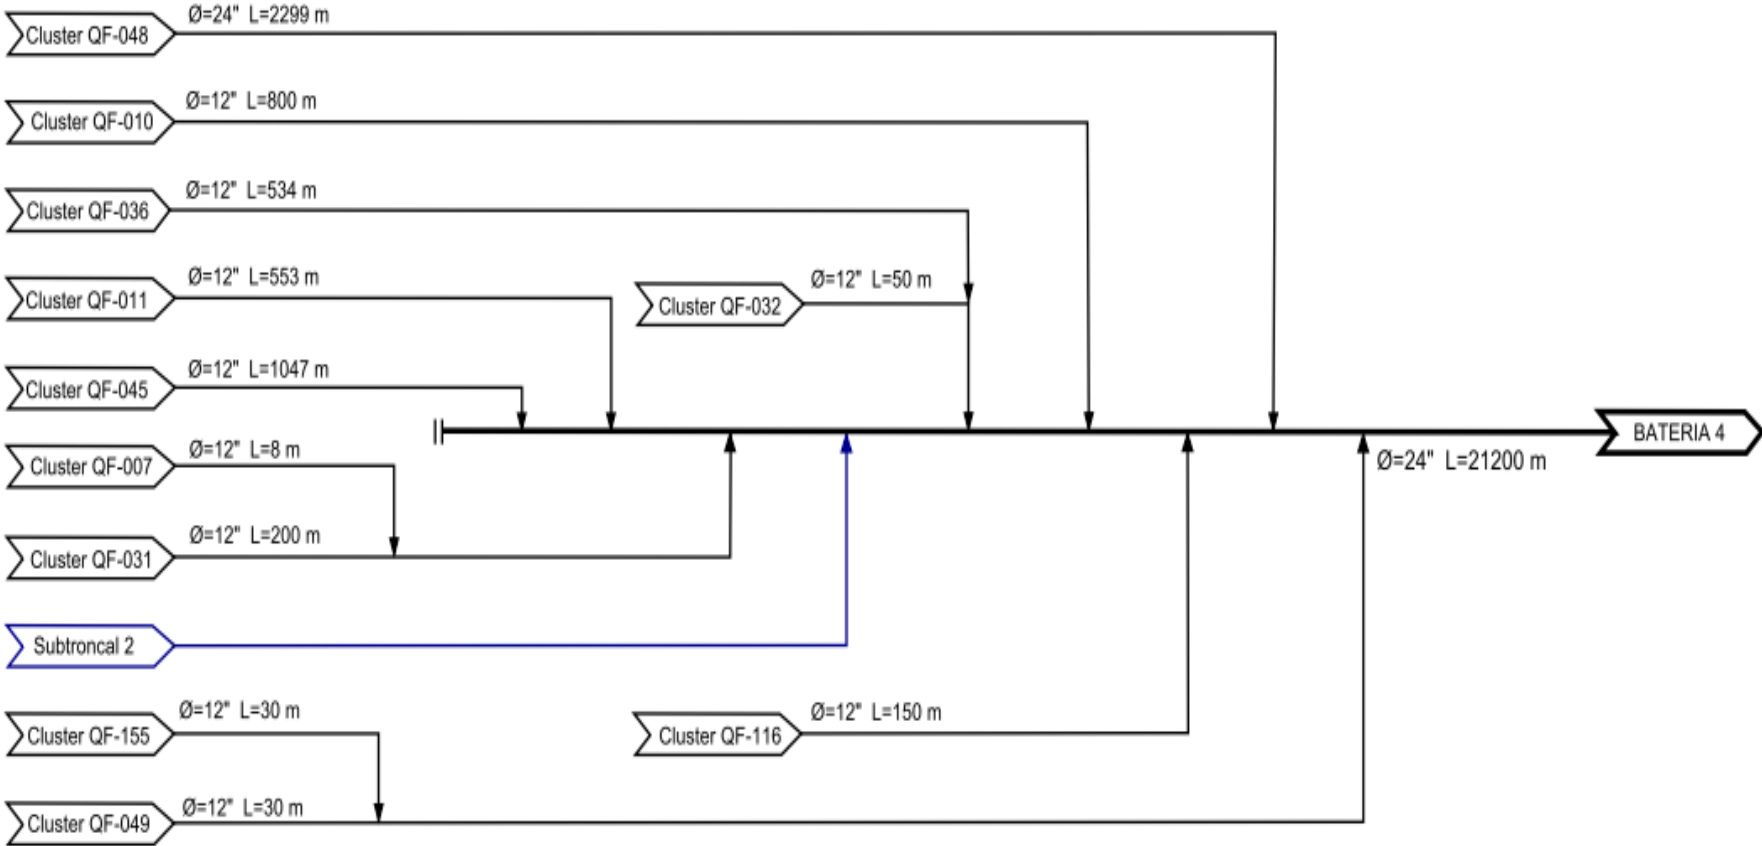 Ø=24" L=2299 m
Cluster QF-048
Ø=12" L=800 m
Cluster QF-010
Ø=12" L=534 m
Cluster QF-036
Ø=12" L=553 m
Cluster QF-011
Ø=12" L=50 m
Cluster QF-032
Ø=12" L=1047 m
Cluster QF-045
BATERIA 4
Ø=24" L=21200 m
Ø=12" L=8 m
Cluster QF-007
Ø=12" L=200 m
Cluster QF-031
Subtroncal 2
Ø=12" L=30 m
Cluster QF-155
Ø=12" L=150 m
Cluster QF-116
Ø=12" L=30 m
Cluster QF-049